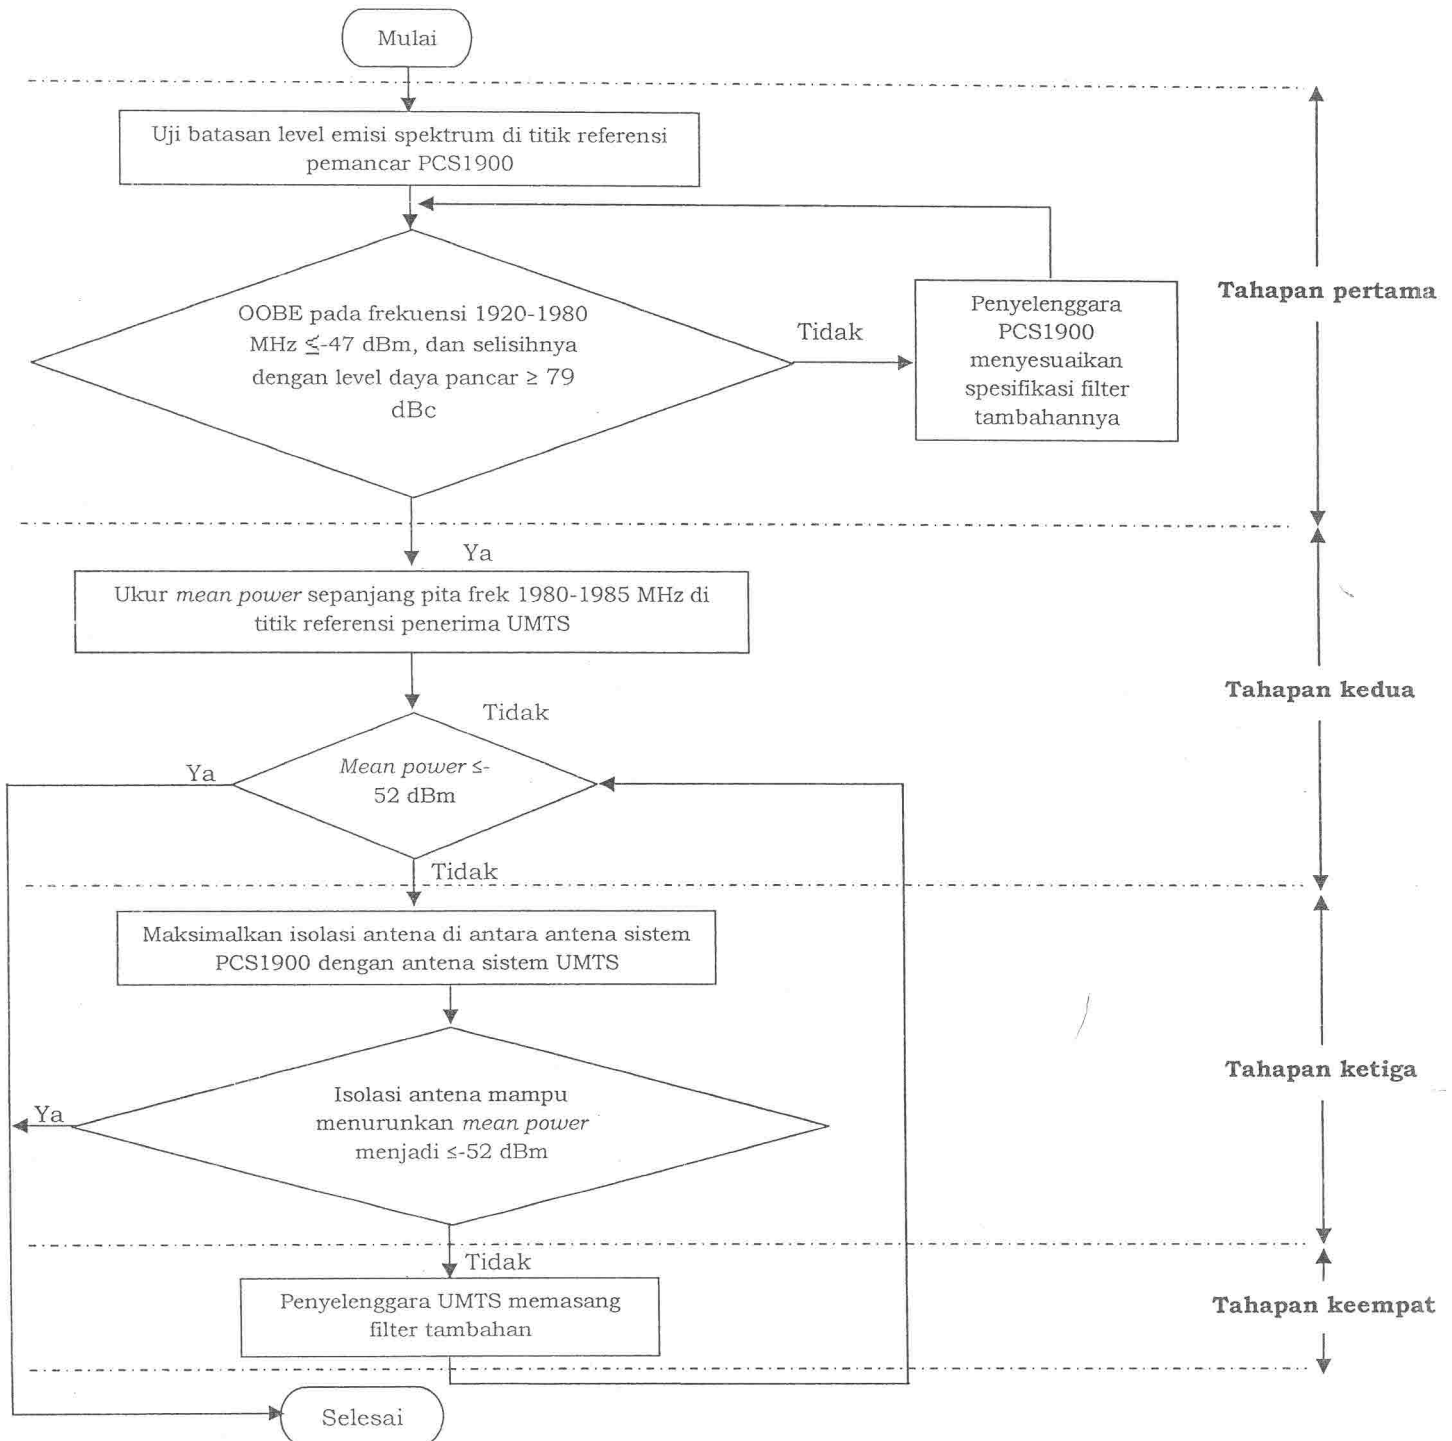 Mulai
Uji batasan level emisi spektrum di titik referensi
pemancar PCS1900
OOBE pada frekuensi 1920-1980
MHz ≤-47 dBm, dan selisihnya
dengan level daya pancar ≥ 79
dBc
Tidak
Penyelenggara
PCS1900
menyesuaikan
spesifikasi filter
tambahannya
Tahapan pertama
Ya
Ukur mean power sepanjang pita frek 1980-1985 MHz di
titik referensi penerima UMTS
Tahapan kedua
Tidak
Ya
Mean power ≤-
52 dBm
Tidak
Maksimalkan isolasi antena di antara antena sistem
PCS1900 dengan antena sistem UMTS
Tahapan ketiga
Ya
Isolasi antena mampu
menurunkan mean power
menjadi ≤-52 dBm
Tidak
Penyelenggara UMTS memasang
filter tambahan
Tahapan keempat
Selesai